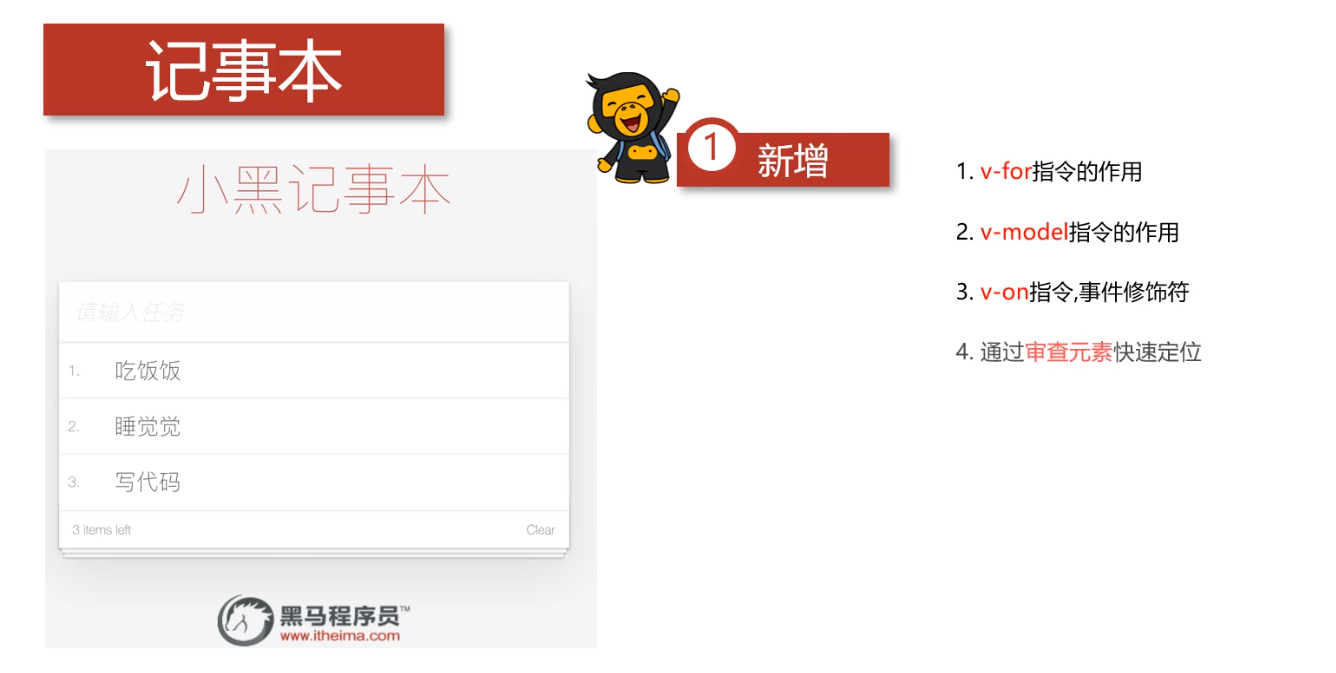 记事本
小黑记事本
请输入任务
1. 吃饭饭
2. 睡觉觉
3. 写代码
3 items left Clear
黑马程序员™
www.itheima.com
1 新增
1. v-for指令的作用
2. v-model指令的作用
3. v-on指令,事件修饰符
4. 通过审查元素快速定位